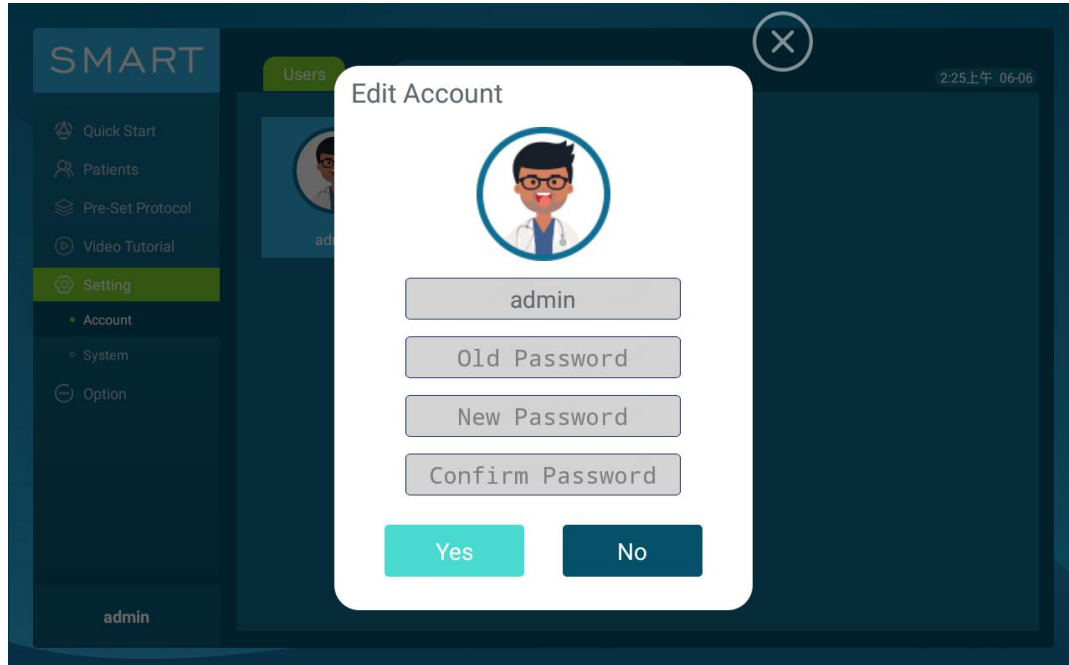 SMART
Users
2:25上午 06-06
Quick Start
Patients
Pre-Set Protocol
Video Tutorial
Setting
Account
System
Option
admin
Edit Account
admin
Old Password
New Password
Confirm Password
Yes
No